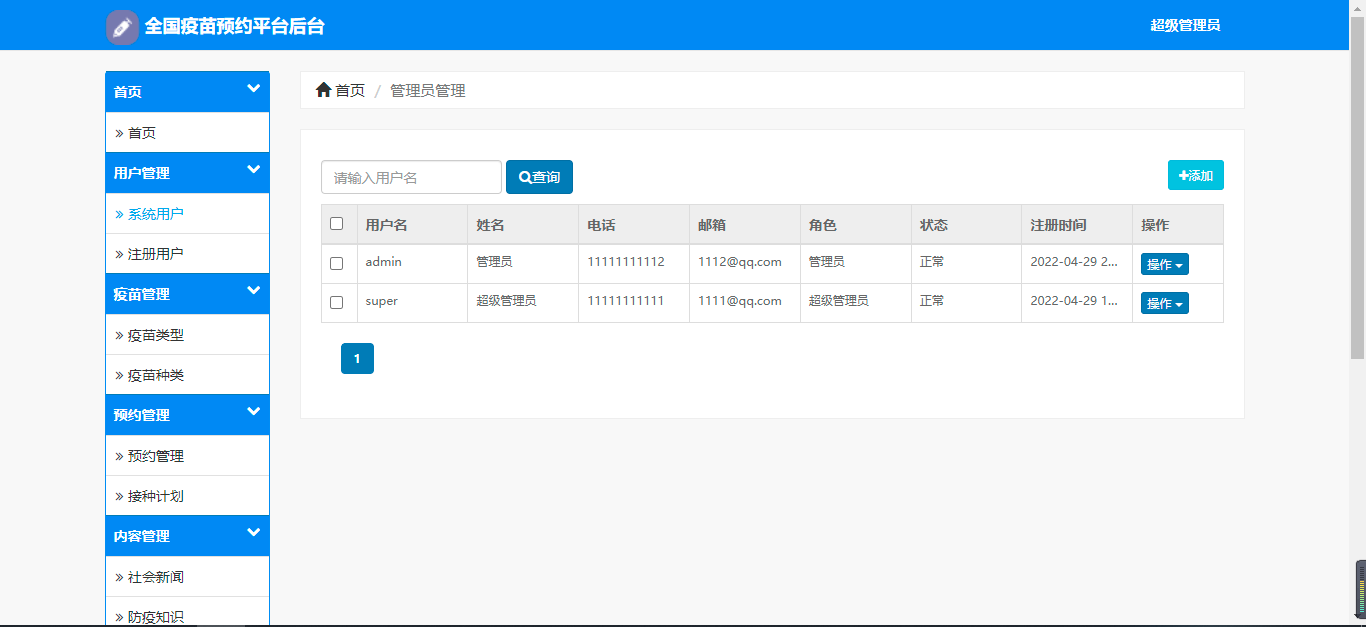 全国疫苗预约平台后台
超级管理员
首页
首页
用户管理
系统用户
注册用户
疫苗管理
疫苗类型
疫苗种类
预约管理
预约管理
接种计划
内容管理
社会新闻
防疫知识
首页 / 管理员管理
请输入用户名 查询 添加
用户名 姓名 电话 邮箱 角色 状态 注册时间 操作
admin 管理员 11111111112 1112@qq.com 管理员 正常 2022-04-29 2... 操作
super 超级管理员 11111111111 1111@qq.com 超级管理员 正常 2022-04-29 1... 操作
1